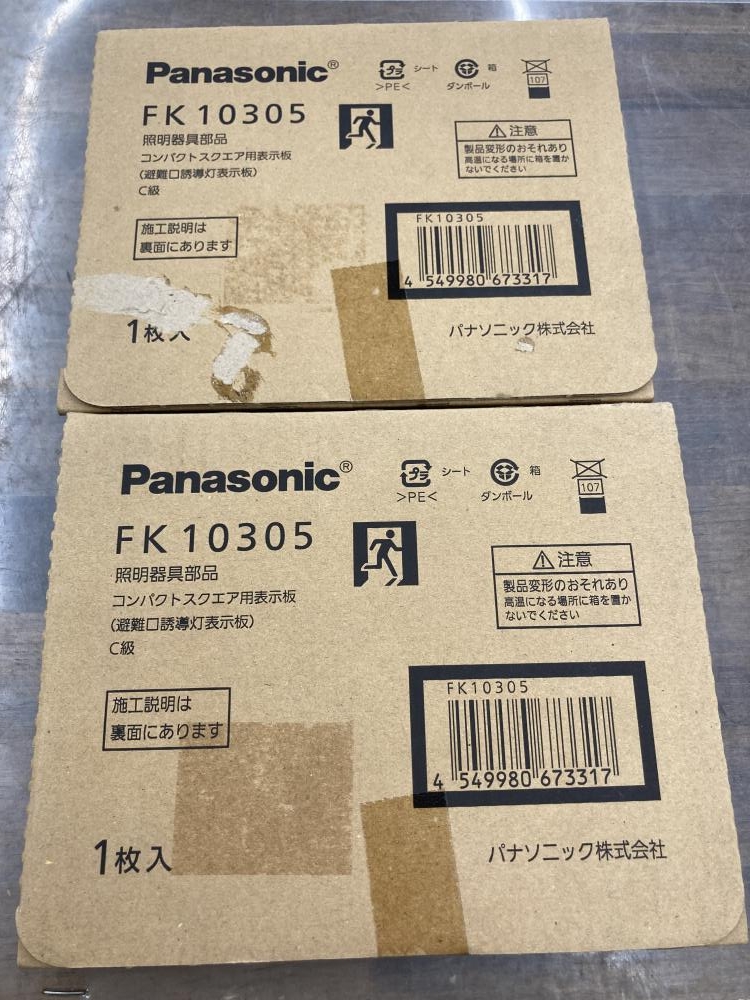 Panasonic®
シート
箱
>PE<
ダンボール
107
FK10305
照明器具部品
コンパクトスクエア用表示板
(避難口誘導灯表示板)
C級
⚠注意
製品変形のおそれあり
高温になる場所に箱を置か
ないでください
施工説明は
裏面にあります
FK10305
4 549980 673317
1枚入
パナソニック株式会社
Panasonic®
プラ
シート
箱
>PE<
ダンボール
107
FK10305
照明器具部品
コンパクトスクエア用表示板
(避難口誘導灯表示板)
C級
⚠注意
製品変形のおそれあり
高温になる場所に箱を置か
ないでください
施工説明は
裏面にあります
FK10305
4 549980 673317
1枚入
パナソニック株式会社